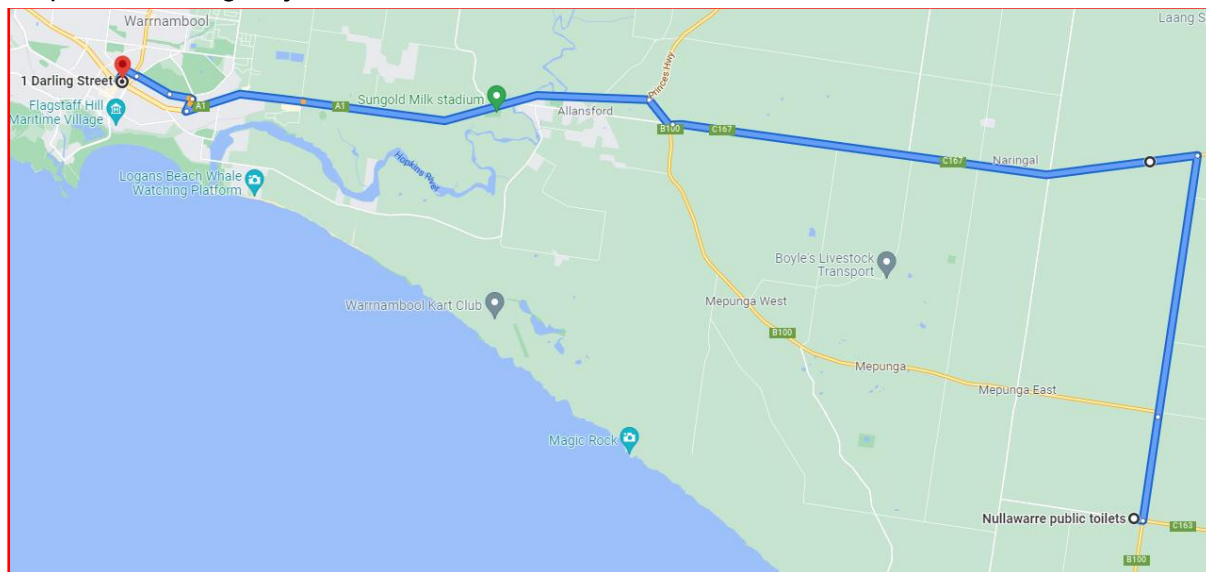 Warrnambool
Laang S
1 Darling Street
A1
A1
Sungold Milk stadium
Princes Hwy
Flagstaff Hill
Maritime Village
Allansford
B100
C167
C167
Naringal
Hopkins River
Logans Beach Whale
Watching Platform
Boyle's Livestock
Transport
Warrnambool Kart Club
Mepunga West
B100
Mepunga
Mepunga East
Magic Rock
Nullawarre public toilets
C163
B100